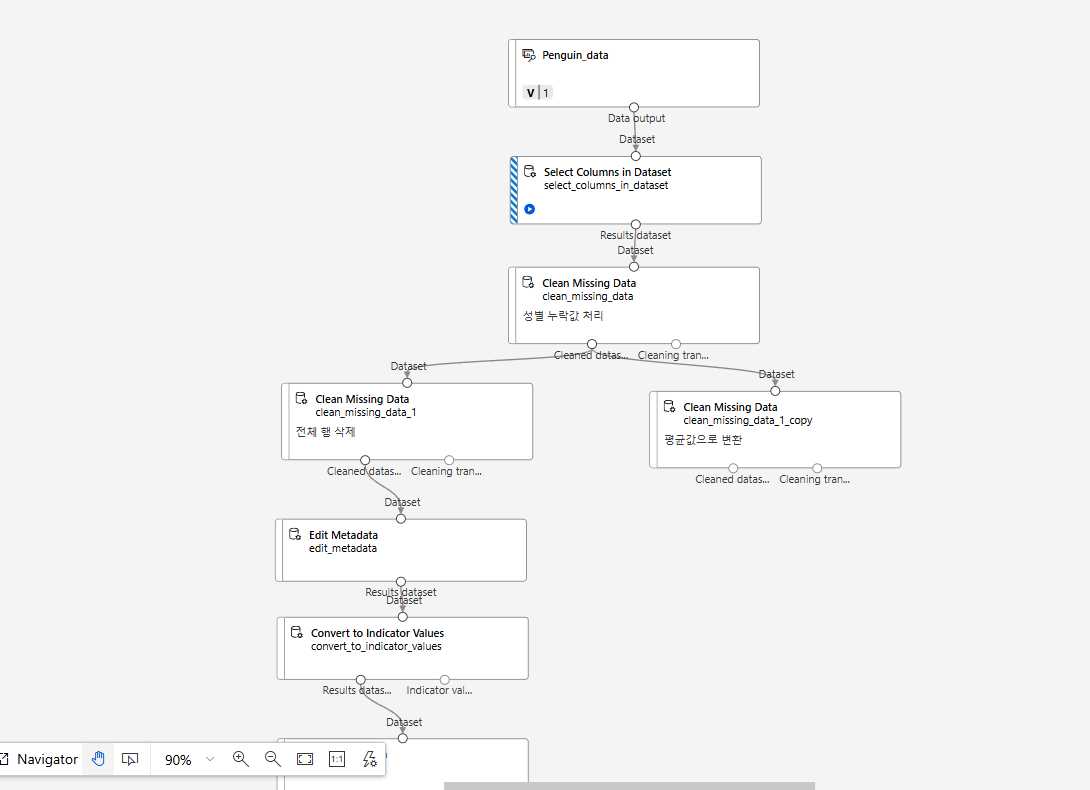 Penguin_data
V | 1
Data output
Dataset
Select Columns in Dataset
select_columns_in_dataset
Results dataset
Dataset
Clean Missing Data
clean_missing_data
성별 누락값 처리
Cleaned datas...
Cleaning tran...
Dataset
Dataset
Clean Missing Data
clean_missing_data_1
전체 행 삭제
Cleaned datas...
Cleaning tran...
Clean Missing Data
clean_missing_data_1_copy
평균값으로 변환
Cleaned datas...
Cleaning tran...
Dataset
Edit Metadata
edit_metadata
Results dataset
Dataset
Convert to Indicator Values
convert_to_indicator_values
Results datas...
Indicator val...
Dataset
Navigator
90%
1:1